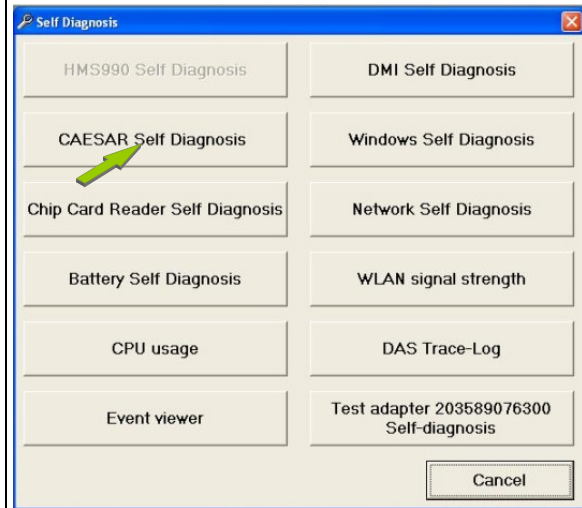 Self Diagnosis
HMS990 Self Diagnosis
DMI Self Diagnosis
CAESAR Self Diagnosis
Windows Self Diagnosis
Chip Card Reader Self Diagnosis
Network Self Diagnosis
Battery Self Diagnosis
WLAN signal strength
CPU usage
DAS Trace-Log
Event viewer
Test adapter 203589076300
Self-diagnosis
Cancel